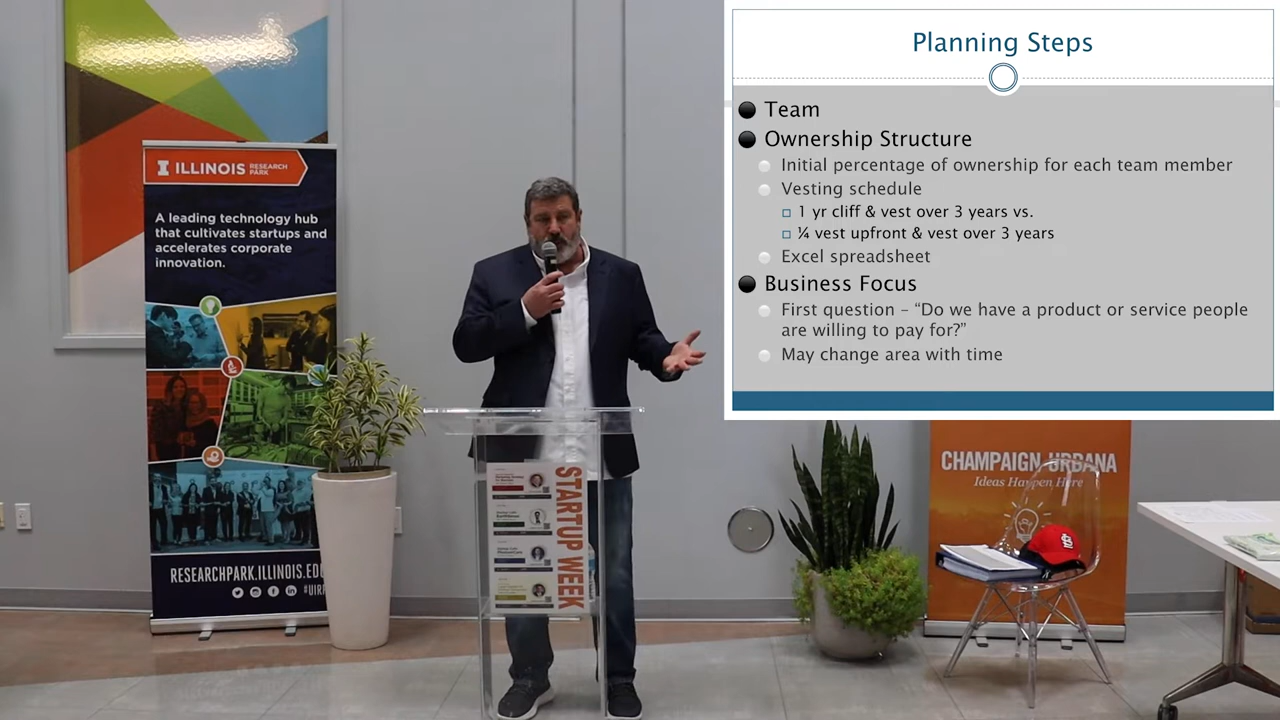 Planning Steps
Team
Ownership Structure
Initial percentage of ownership for each team member
Vesting schedule
1 yr cliff & vest over 3 years vs.
¼ vest upfront & vest over 3 years
Excel spreadsheet
Business Focus
First question – “Do we have a product or service people
are willing to pay for?”
May change area with time
ILLINOIS RESEARCH PARK
A leading technology hub
that cultivates startups and
accelerates corporate
innovation.
RESEARCHPARK.ILLINOIS.EDU
#UIR
STARTUP WEEK
CHAMPAIGN-URBANA
Ideas Happen Here